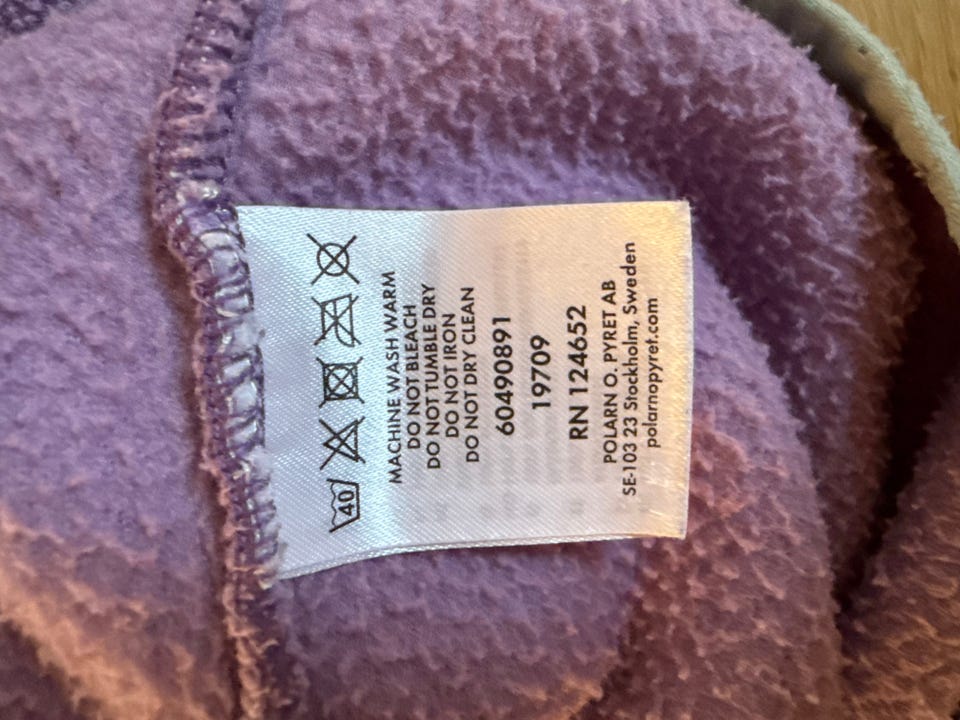 40
MACHINE WASH WARM
DO NOT BLEACH
DO NOT TUMBLE DRY
DO NOT IRON
DO NOT DRY CLEAN
60490891
19709
RN 124652
POLARN O. PYRET AB
SE-103 23 Stockholm, Sweden
polarnopyret.com